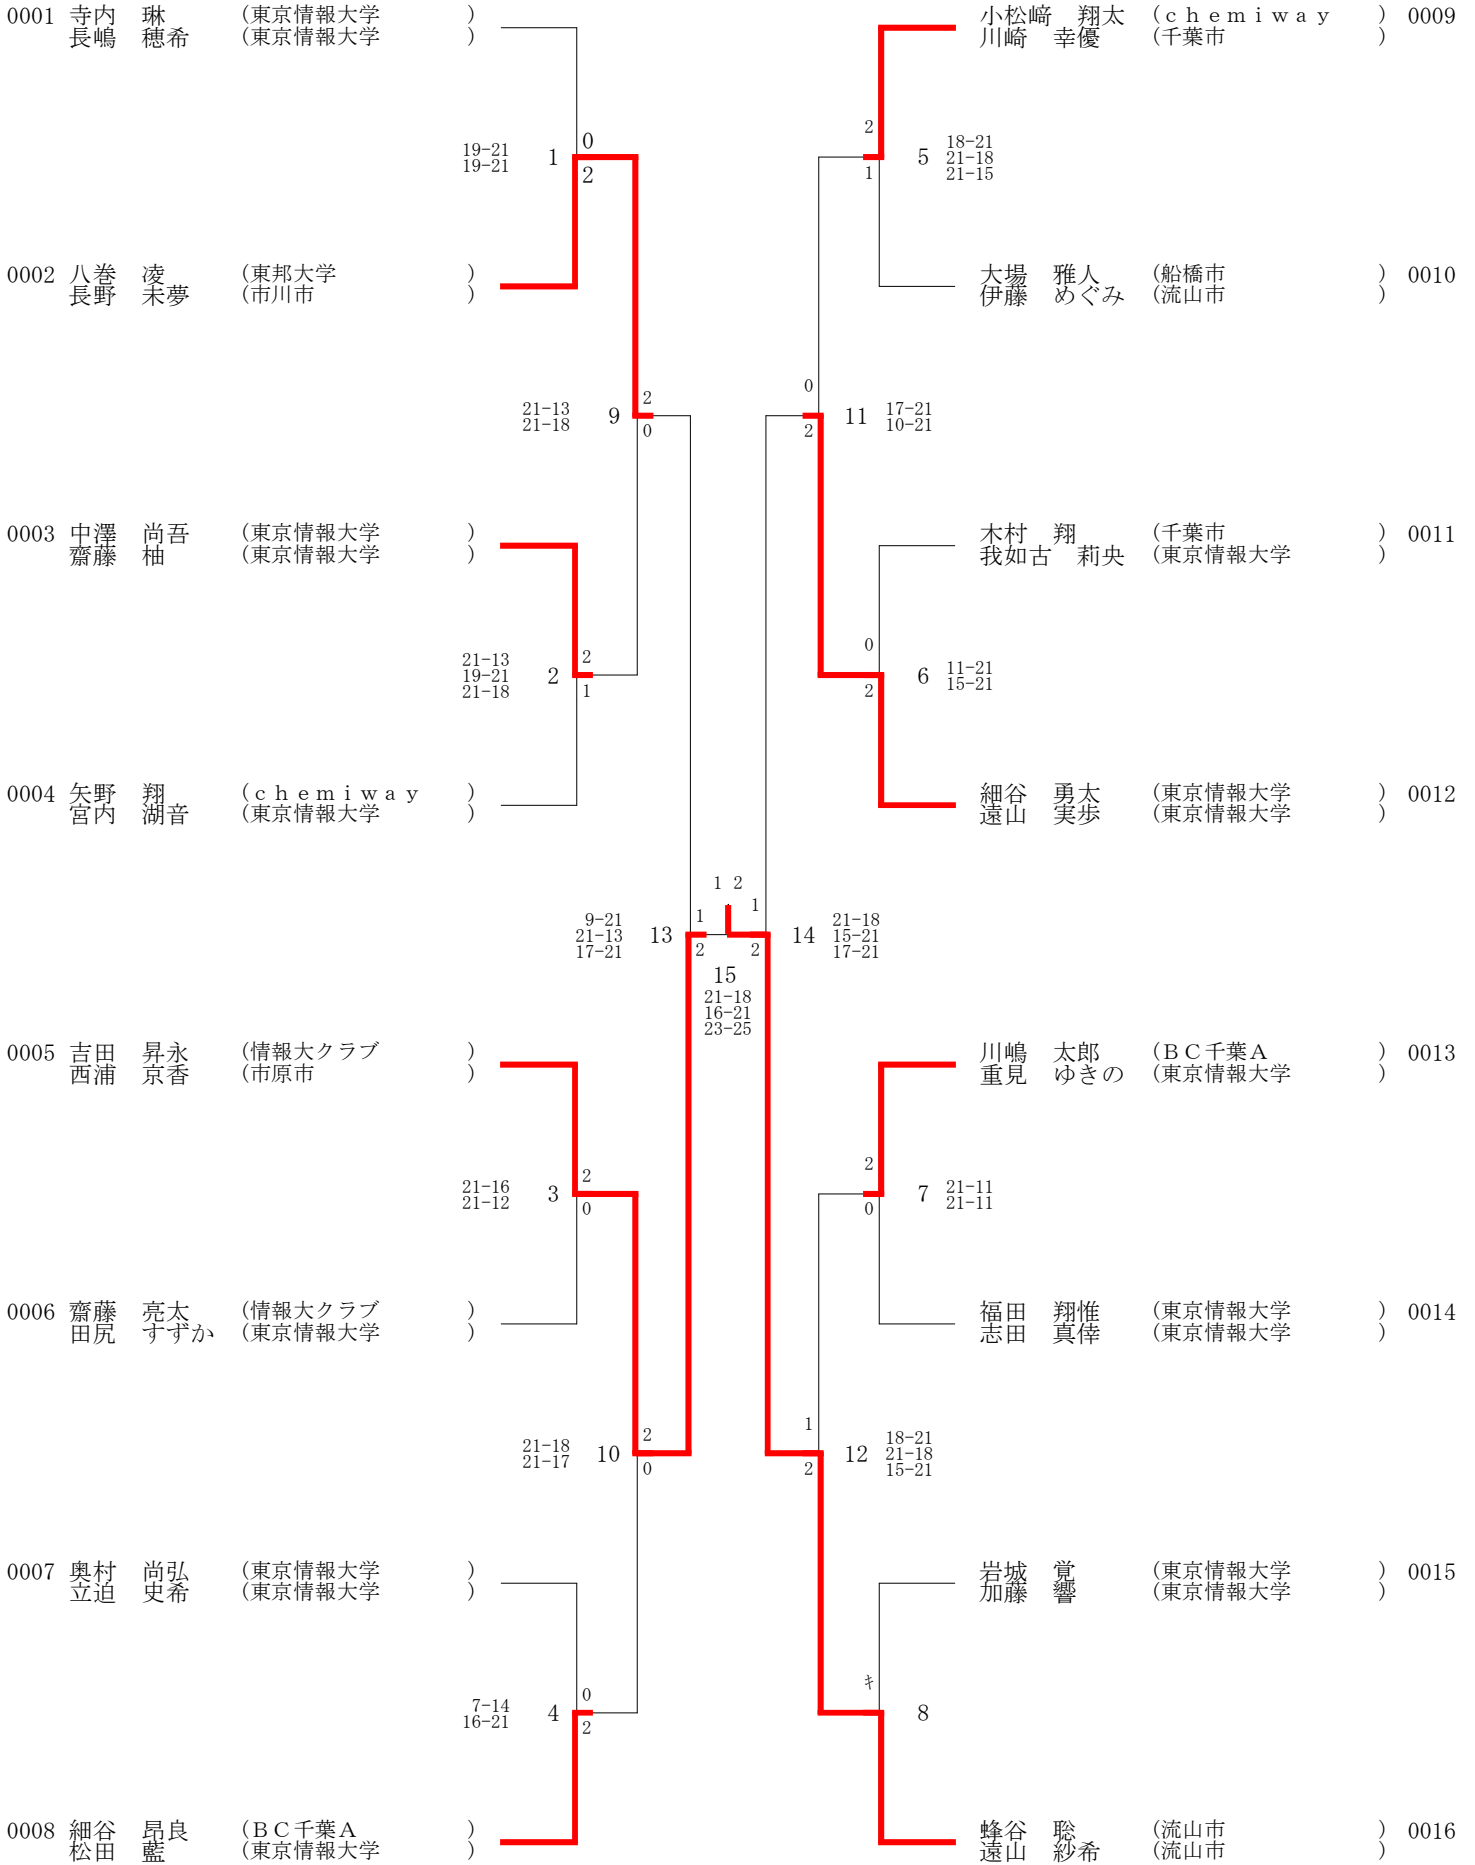 0001 寺内　琳 (東京情報大学)
長嶋　穂希 (東京情報大学)
19-21
19-21
1
0
2
0002 八巻　凌 (東邦大学)
長野　未夢 (市川市)
21-13
21-18
9
2
0
0003 中澤　尚吾 (東京情報大学)
齋藤　柚 (東京情報大学)
21-13
19-21
21-18
2
2
1
0004 矢野　翔 (ｃｈｅｍｉｗａｙ)
宮内　湖音 (東京情報大学)
9-21
21-13
17-21
13
1
2
0005 吉田　昇永 (情報大クラブ)
西浦　京香 (市原市)
21-16
21-12
3
2
0
0006 齋藤　亮太 (情報大クラブ)
田尻　すずか (東京情報大学)
21-18
21-17
10
2
0
0007 奥村　尚弘 (東京情報大学)
立迫　史希 (東京情報大学)
7-14
16-21
4
0
2
0008 細谷　昂良 (ＢＣ千葉Ａ)
松田　藍 (東京情報大学)
1 2
15
21-18
16-21
23-25
小松﨑　翔太 (ｃｈｅｍｉｗａｙ) 0009
川崎　幸優 (千葉市)
2
1
5
18-21
21-18
21-15
大場　雅人 (船橋市) 0010
伊藤　めぐみ (流山市)
0
2
11
17-21
10-21
木村　翔 (千葉市) 0011
我如古　莉央 (東京情報大学)
0
2
6
11-21
15-21
細谷　勇太 (東京情報大学) 0012
遠山　実歩 (東京情報大学)
1
2
14
21-18
15-21
17-21
川嶋　太郎 (ＢＣ千葉Ａ) 0013
重見　ゆきの (東京情報大学)
2
0
7
21-11
21-11
福田　翔惟 (東京情報大学) 0014
志田　真倖 (東京情報大学)
1
2
12
18-21
21-18
15-21
岩城　覚 (東京情報大学) 0015
加藤　響 (東京情報大学)
ｷ
8
蜂谷　聡 (流山市) 0016
遠山　紗希 (流山市)